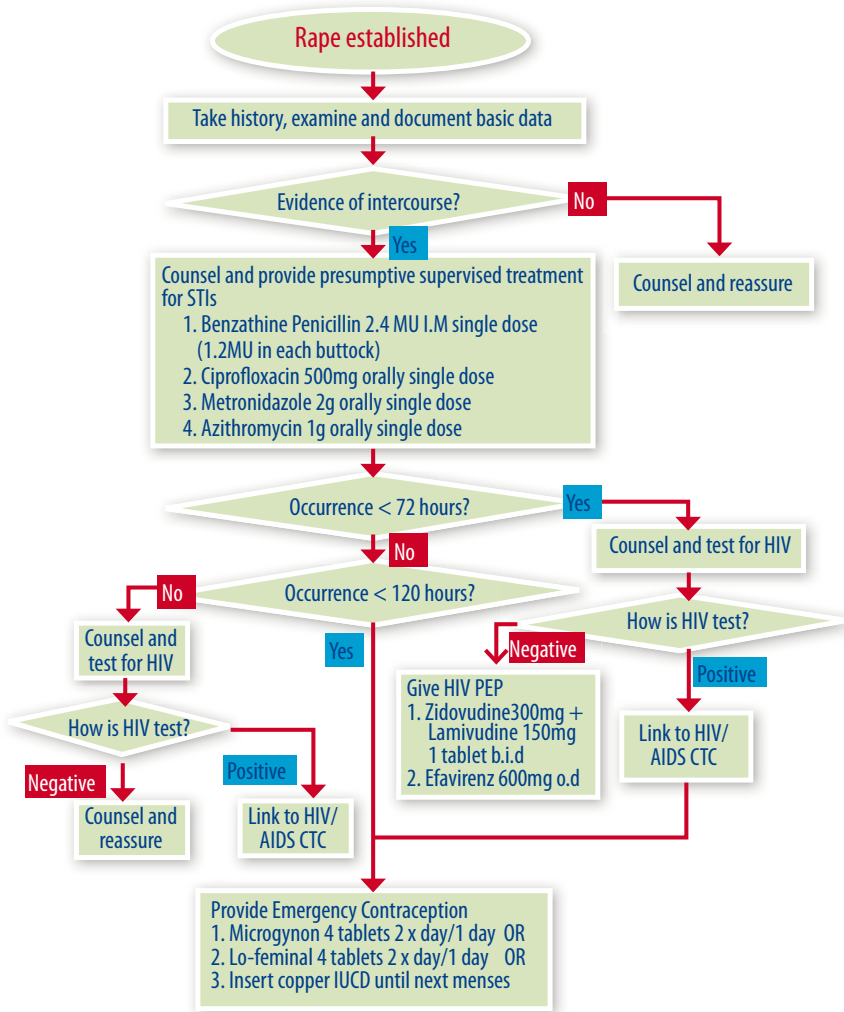 Rape established
Take history, examine and document basic data
Evidence of intercourse?
No
Yes
Counsel and reassure
Counsel and provide presumptive supervised treatment
for STIs
1. Benzathine Penicillin 2.4 MU I.M single dose
(1.2MU in each buttock)
2. Ciprofloxacin 500mg orally single dose
3. Metronidazole 2g orally single dose
4. Azithromycin 1g orally single dose
Occurrence < 72 hours?
Yes
No
Counsel and test for HIV
Occurrence < 120 hours?
No
Yes
How is HIV test?
Negative
Positive
Counsel and
test for HIV
Give HIV PEP
1. Zidovudine300mg +
Lamivudine 150mg
1 tablet b.i.d
2. Efavirenz 600mg o.d
Link to HIV/
AIDS CTC
How is HIV test?
Negative
Positive
Counsel and
reassure
Link to HIV/
AIDS CTC
Provide Emergency Contraception
1. Microgynon 4 tablets 2 x day/1 day OR
2. Lo-feminal 4 tablets 2 x day/1 day OR
3. Insert copper IUCD until next menses